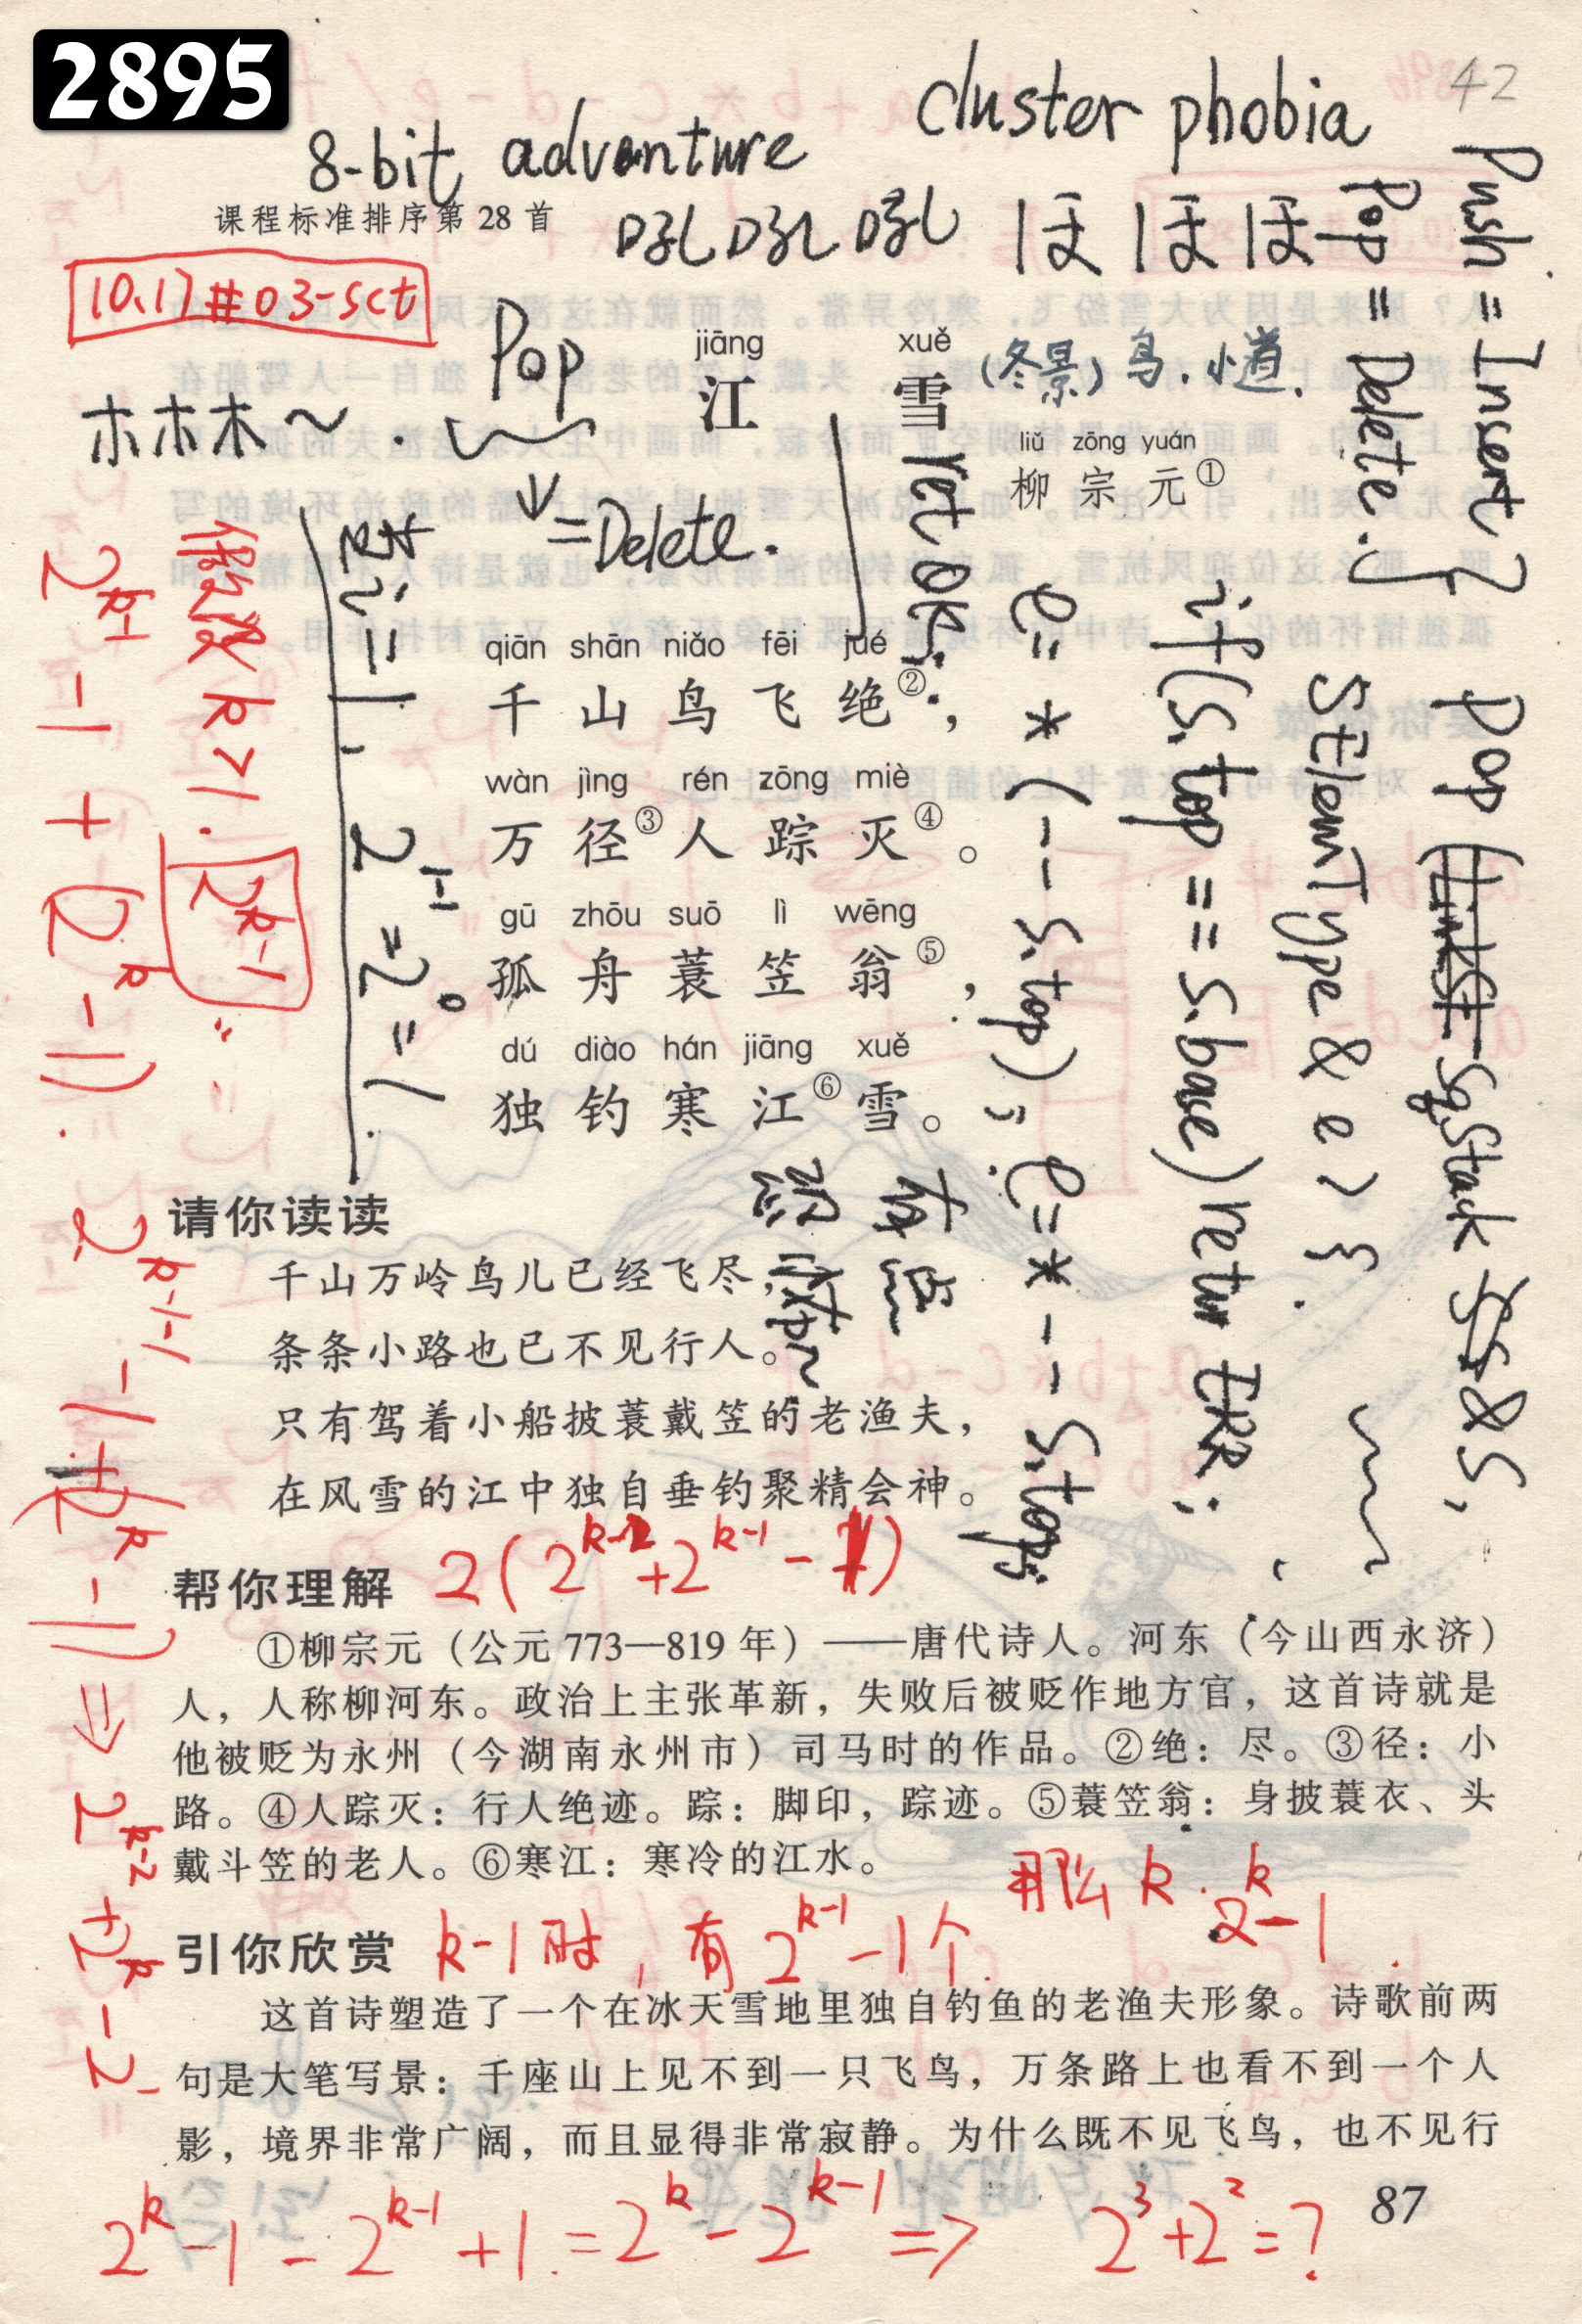 2895
42
8-bit adventure
cluster phobia
课程标准排序第 28 首
吼 吼 吼
ほ ほ ほ
10.17#03-sct
Pop
木木木~.
↓
=Delete.
jiāng xuě
江 雪
(冬景) 鸟.小道.
liǔ zōng yuán
柳 宗 元①
qiān shān niǎo fēi jué
千 山 鸟 飞 绝②,
wàn jìng rén zōng miè
万 径③ 人 踪 灭④。
gū zhōu suō lì wēng
孤 舟 蓑 笠 翁⑤,
dú diào hán jiāng xuě
独 钓 寒 江⑥ 雪。
Push = Insert?
Pop = Delete.
Pop (LinkSt SqStack &S &S,
SElemType & e) {
if(S.top == S.base) retun ERR;
e = *(--S.top); e=*--S.top;
ret OK;
i=1.
2^{1-1} =2^0 =1.
假设 k>1. 2^{k-1}
2^{k-1} -1 + (2^k -1).
2^{k-1-1} -1 +(2^k -1) ⇒ 2^{k-2} +2^k -2 =
请你读读
千山万岭鸟儿已经飞尽,
条条小路也已不见行人。
只有驾着小船披蓑戴笠的老渔夫,
在风雪的江中独自垂钓聚精会神。
帮你理解
2(2^{k-2}+2^{k-1} -1)
①柳宗元(公元 773—819 年)——唐代诗人。河东(今山西永济)
人,人称柳河东。政治上主张革新,失败后被贬作地方官,这首诗就是
他被贬为永州(今湖南永州市)司马时的作品。②绝:尽。③径:小
路。④人踪灭:行人绝迹。踪:脚印,踪迹。⑤蓑笠翁:身披蓑衣、头
戴斗笠的老人。⑥寒江:寒冷的江水。
那么 k. 2^k-1.
引你欣赏
k-1时,有 2^{k-1} -1个.
这首诗塑造了一个在冰天雪地里独自钓鱼的老渔夫形象。诗歌前两
句是大笔写景:千座山上见不到一只飞鸟,万条路上也看不到一个人
影,境界非常广阔,而且显得非常寂静。为什么既不见飞鸟,也不见行
87
2^k -1 - 2^{k-1} +1. =2^k - 2^{k-1} => 2^3+2^2=?